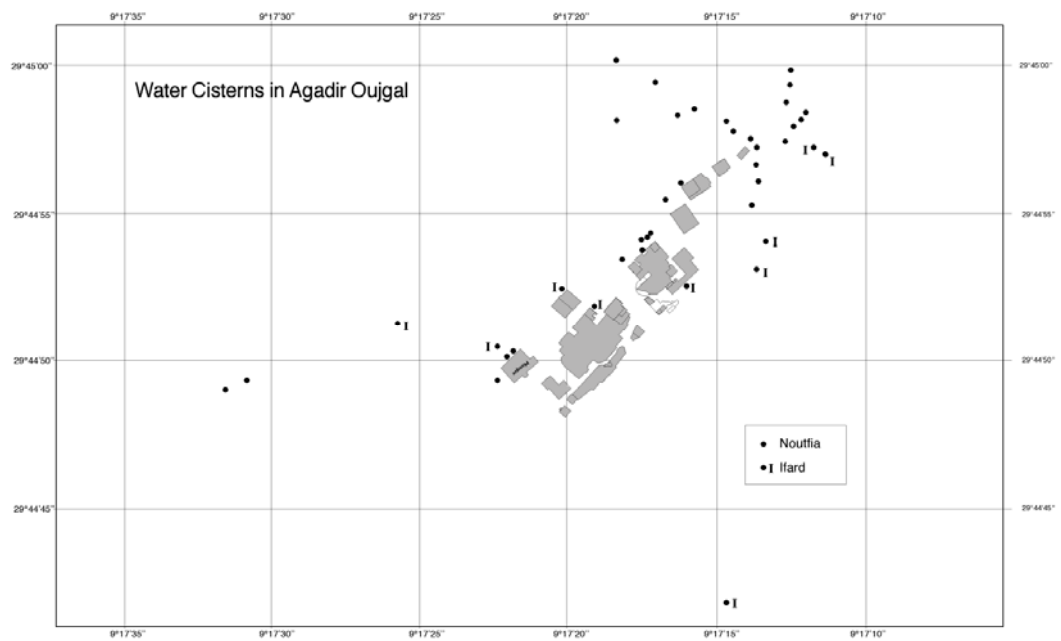 9°17'35" 9°17'30" 9°17'25" 9°17'20" 9°17'15" 9°17'10"
29°45'00" 29°45'00"
Water Cisterns in Agadir Oujgal
I I
29°44'55" 29°44'55"
I
I
I I
I
I
I
29°44'50" 29°44'50"
Noutfia
I Ifard
29°44'45" 29°44'45"
I
9°17'35" 9°17'30" 9°17'25" 9°17'20" 9°17'15" 9°17'10"